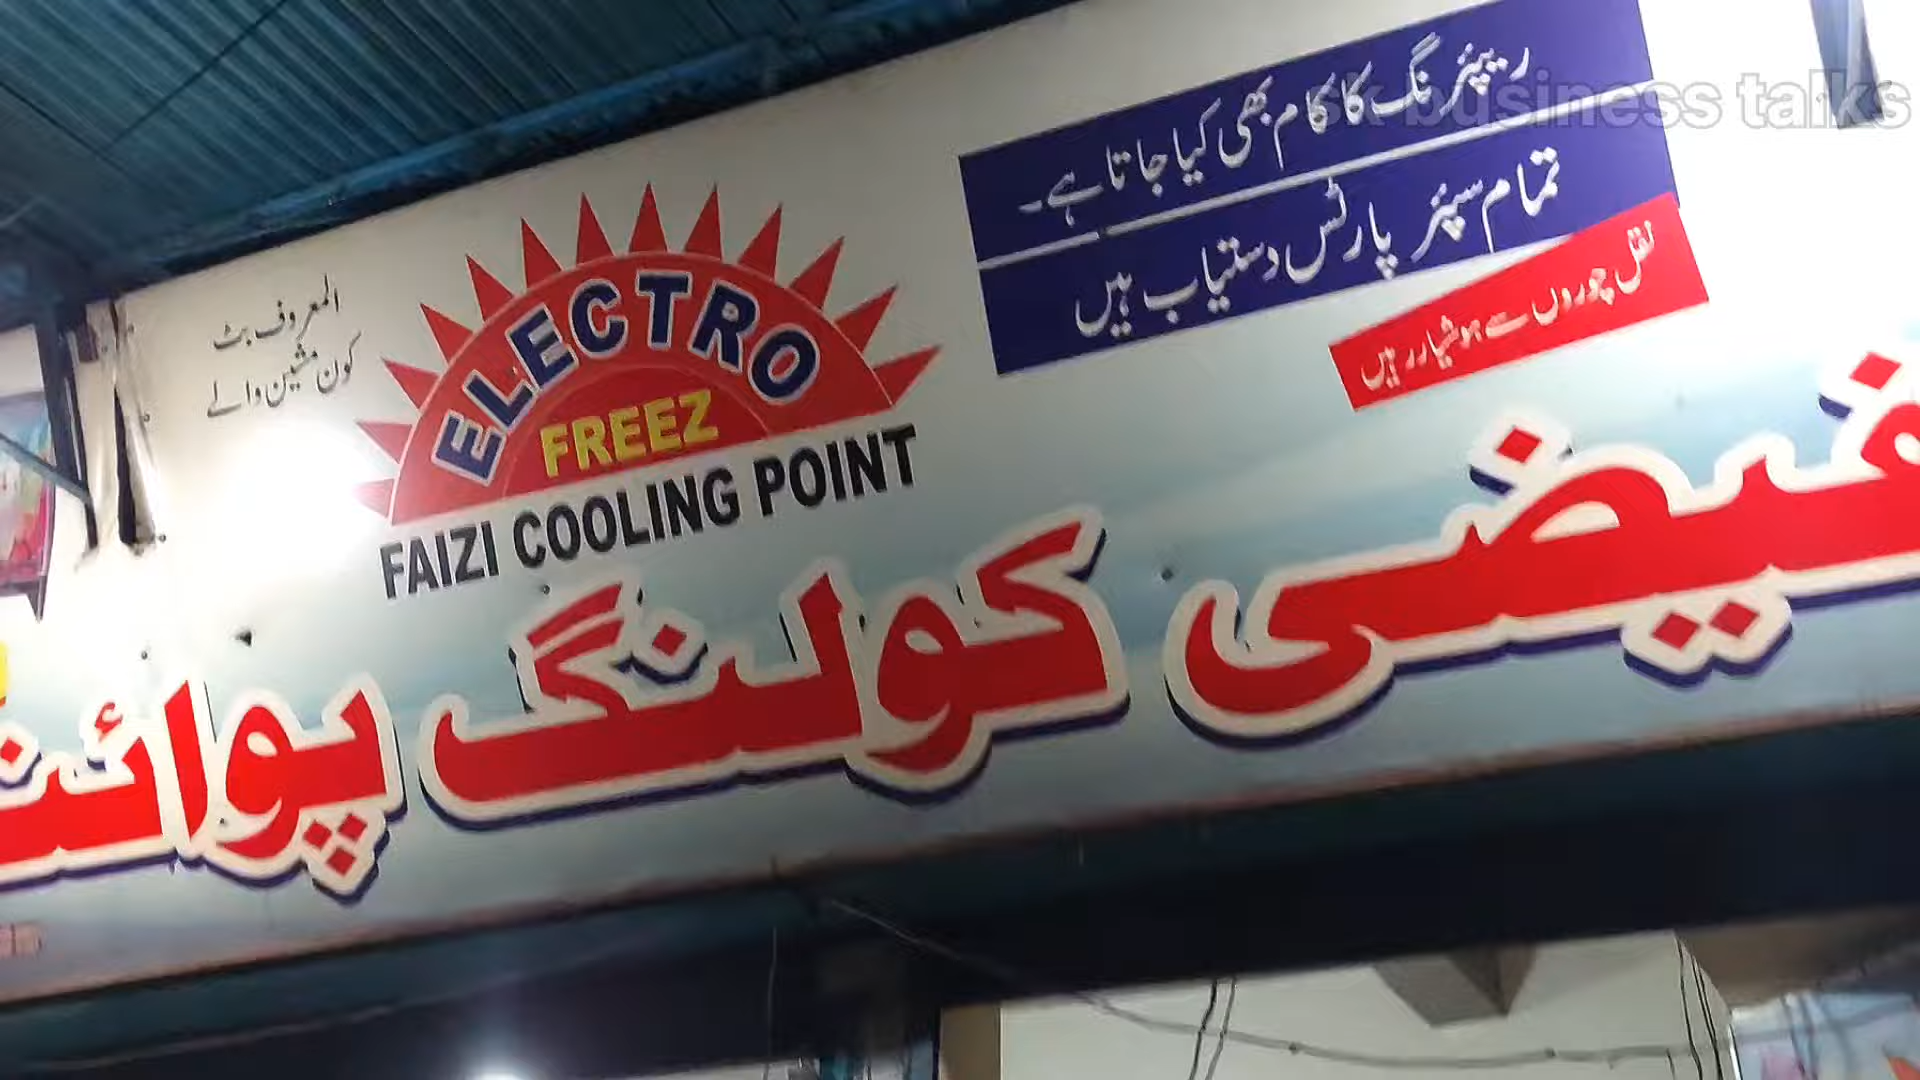 sk business talks
ریپئرنگ کا کام بھی کیا جاتا ہے۔
تمام سپئر پارٹس دستیاب ہیں
نقل چوروں سے ہوشیار رہیں
المعروف بٹ
کون مشین والے
ELECTRO
FREEZ
FAIZI COOLING POINT
فیضی کولنگ پوائنٹ